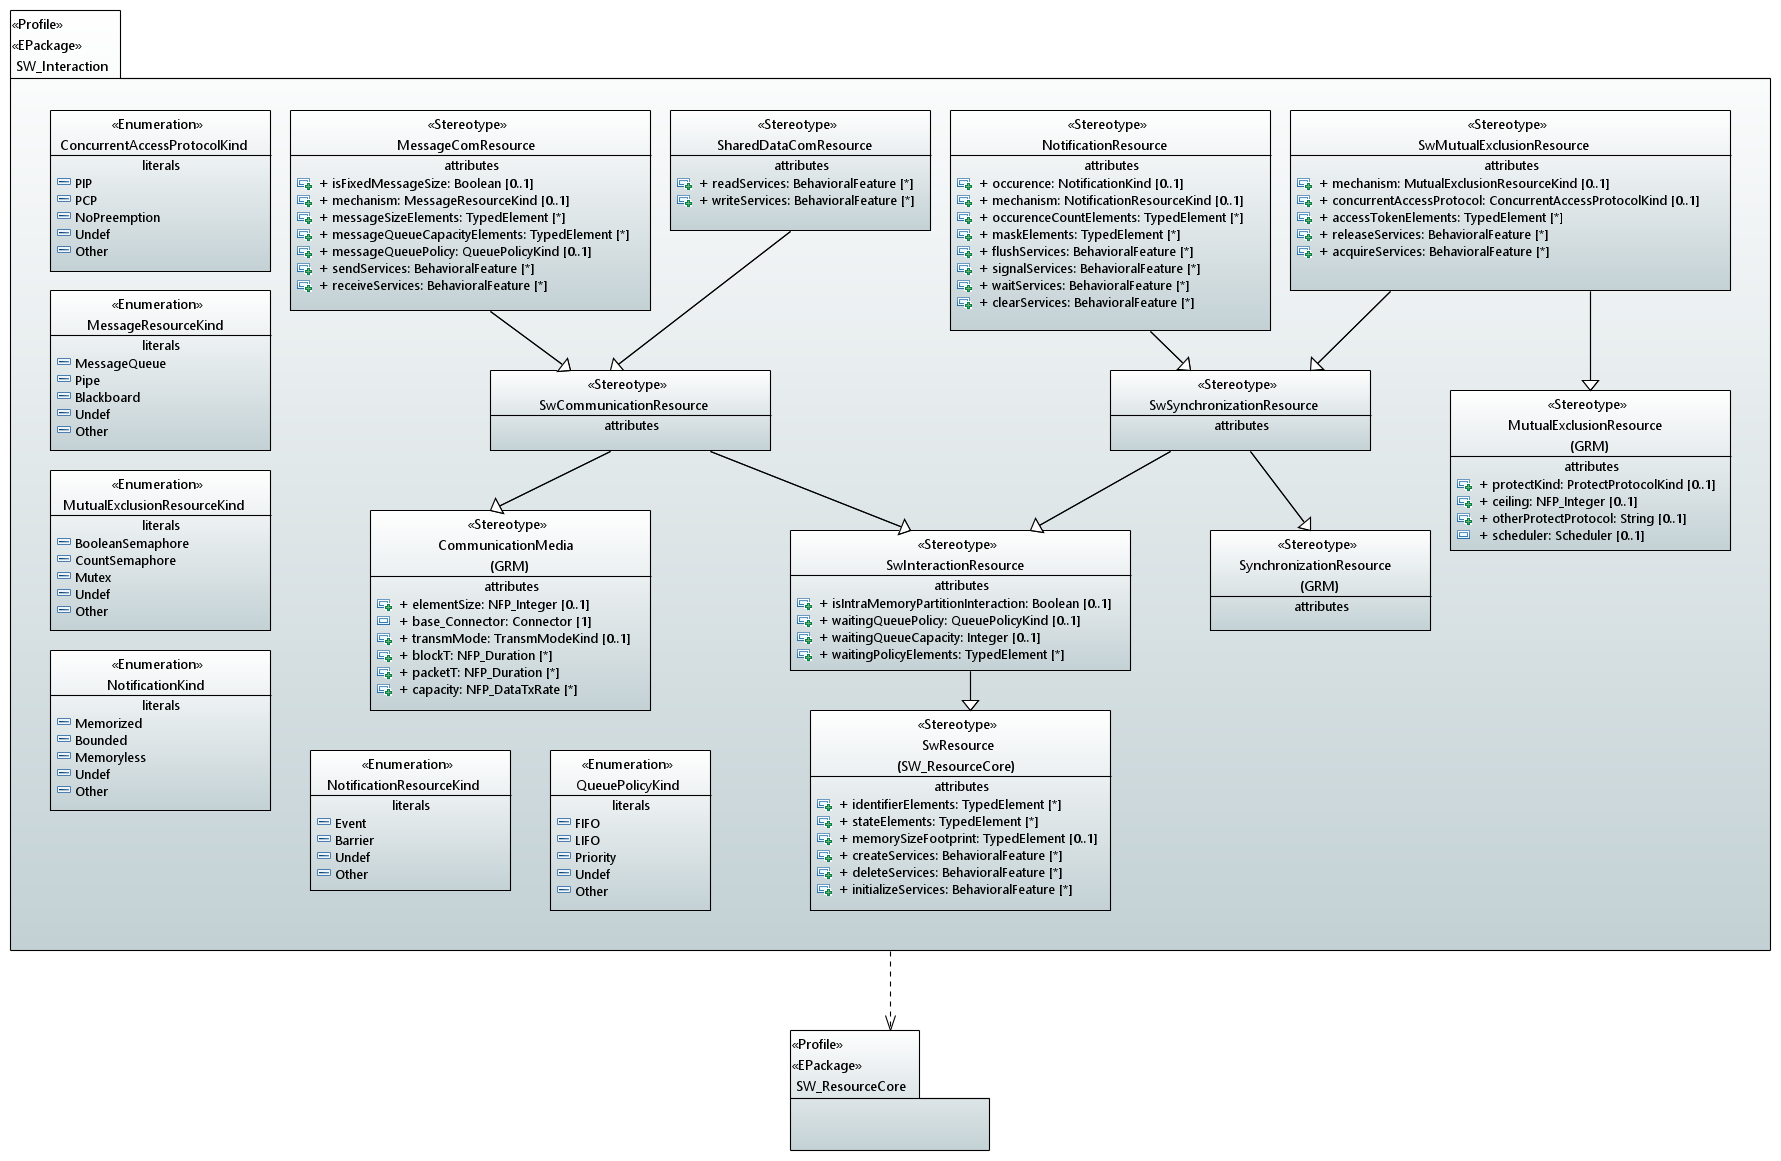 «Profile»
«EPackage»
SW_Interaction
«Enumeration»
ConcurrentAccessProtocolKind
literals
PIP
PCP
NoPreemption
Undef
Other
«Stereotype»
MessageComResource
attributes
+ isFixedMessageSize: Boolean [0..1]
+ mechanism: MessageResourceKind [0..1]
+ messageSizeElements: TypedElement [*]
+ messageQueueCapacityElements: TypedElement [*]
+ messageQueuePolicy: QueuePolicyKind [0..1]
+ sendServices: BehavioralFeature [*]
+ receiveServices: BehavioralFeature [*]
«Stereotype»
SharedDataComResource
attributes
+ readServices: BehavioralFeature [*]
+ writeServices: BehavioralFeature [*]
«Stereotype»
NotificationResource
attributes
+ occurence: NotificationKind [0..1]
+ mechanism: NotificationResourceKind [0..1]
+ occurenceCountElements: TypedElement [*]
+ maskElements: TypedElement [*]
+ flushServices: BehavioralFeature [*]
+ signalServices: BehavioralFeature [*]
+ waitServices: BehavioralFeature [*]
+ clearServices: BehavioralFeature [*]
«Stereotype»
SwMutualExclusionResource
attributes
+ mechanism: MutualExclusionResourceKind [0..1]
+ concurrentAccessProtocol: ConcurrentAccessProtocolKind [0..1]
+ accessTokenElements: TypedElement [*]
+ releaseServices: BehavioralFeature [*]
+ acquireServices: BehavioralFeature [*]
«Enumeration»
MessageResourceKind
literals
MessageQueue
Pipe
Blackboard
Undef
Other
«Stereotype»
SwCommunicationResource
attributes
«Stereotype»
SwSynchronizationResource
attributes
«Stereotype»
MutualExclusionResource
(GRM)
attributes
+ protectKind: ProtectProtocolKind [0..1]
+ ceiling: NFP_Integer [0..1]
+ otherProtectProtocol: String [0..1]
+ scheduler: Scheduler [0..1]
«Enumeration»
MutualExclusionResourceKind
literals
BooleanSemaphore
CountSemaphore
Mutex
Undef
Other
«Stereotype»
CommunicationMedia
(GRM)
attributes
+ elementSize: NFP_Integer [0..1]
+ base_Connector: Connector [1]
+ transmMode: TransmModeKind [0..1]
+ blockT: NFP_Duration [*]
+ packetT: NFP_Duration [*]
+ capacity: NFP_DataTxRate [*]
«Stereotype»
SwInteractionResource
attributes
+ isIntraMemoryPartitionInteraction: Boolean [0..1]
+ waitingQueuePolicy: QueuePolicyKind [0..1]
+ waitingQueueCapacity: Integer [0..1]
+ waitingPolicyElements: TypedElement [*]
«Stereotype»
SynchronizationResource
(GRM)
attributes
«Enumeration»
NotificationKind
literals
Memorized
Bounded
Memoryless
Undef
Other
«Enumeration»
NotificationResourceKind
literals
Event
Barrier
Undef
Other
«Enumeration»
QueuePolicyKind
literals
FIFO
LIFO
Priority
Undef
Other
«Stereotype»
SwResource
(SW_ResourceCore)
attributes
+ identifierElements: TypedElement [*]
+ stateElements: TypedElement [*]
+ memorySizeFootprint: TypedElement [0..1]
+ createServices: BehavioralFeature [*]
+ deleteServices: BehavioralFeature [*]
+ initializeServices: BehavioralFeature [*]
«Profile»
«EPackage»
SW_ResourceCore